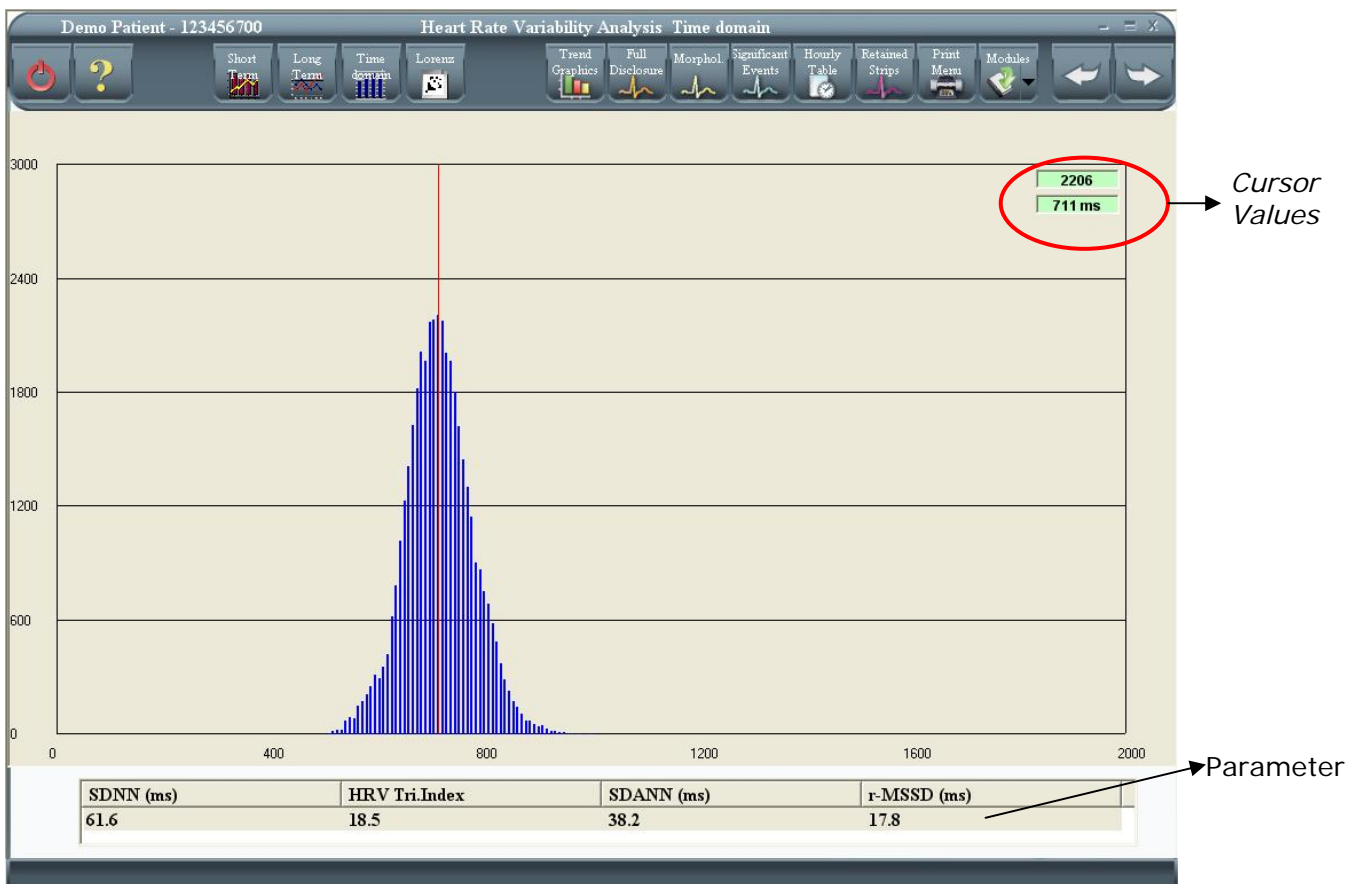 Demo Patient - 123456700 Heart Rate Variability Analysis Time domain
Short Term Long Term Time domain Lorenz Trend Graphics Full Disclosure Morphol. Significant Events Hourly Table Retained Strips Print Menu Modules
?
3000
2400
1800
1200
600
0
0 400 800 1200 1600 2000
2206
711 ms
Cursor
Values
Parameter
SDNN (ms) HRV Tri.Index SDANN (ms) r-MSSD (ms)
61.6 18.5 38.2 17.8